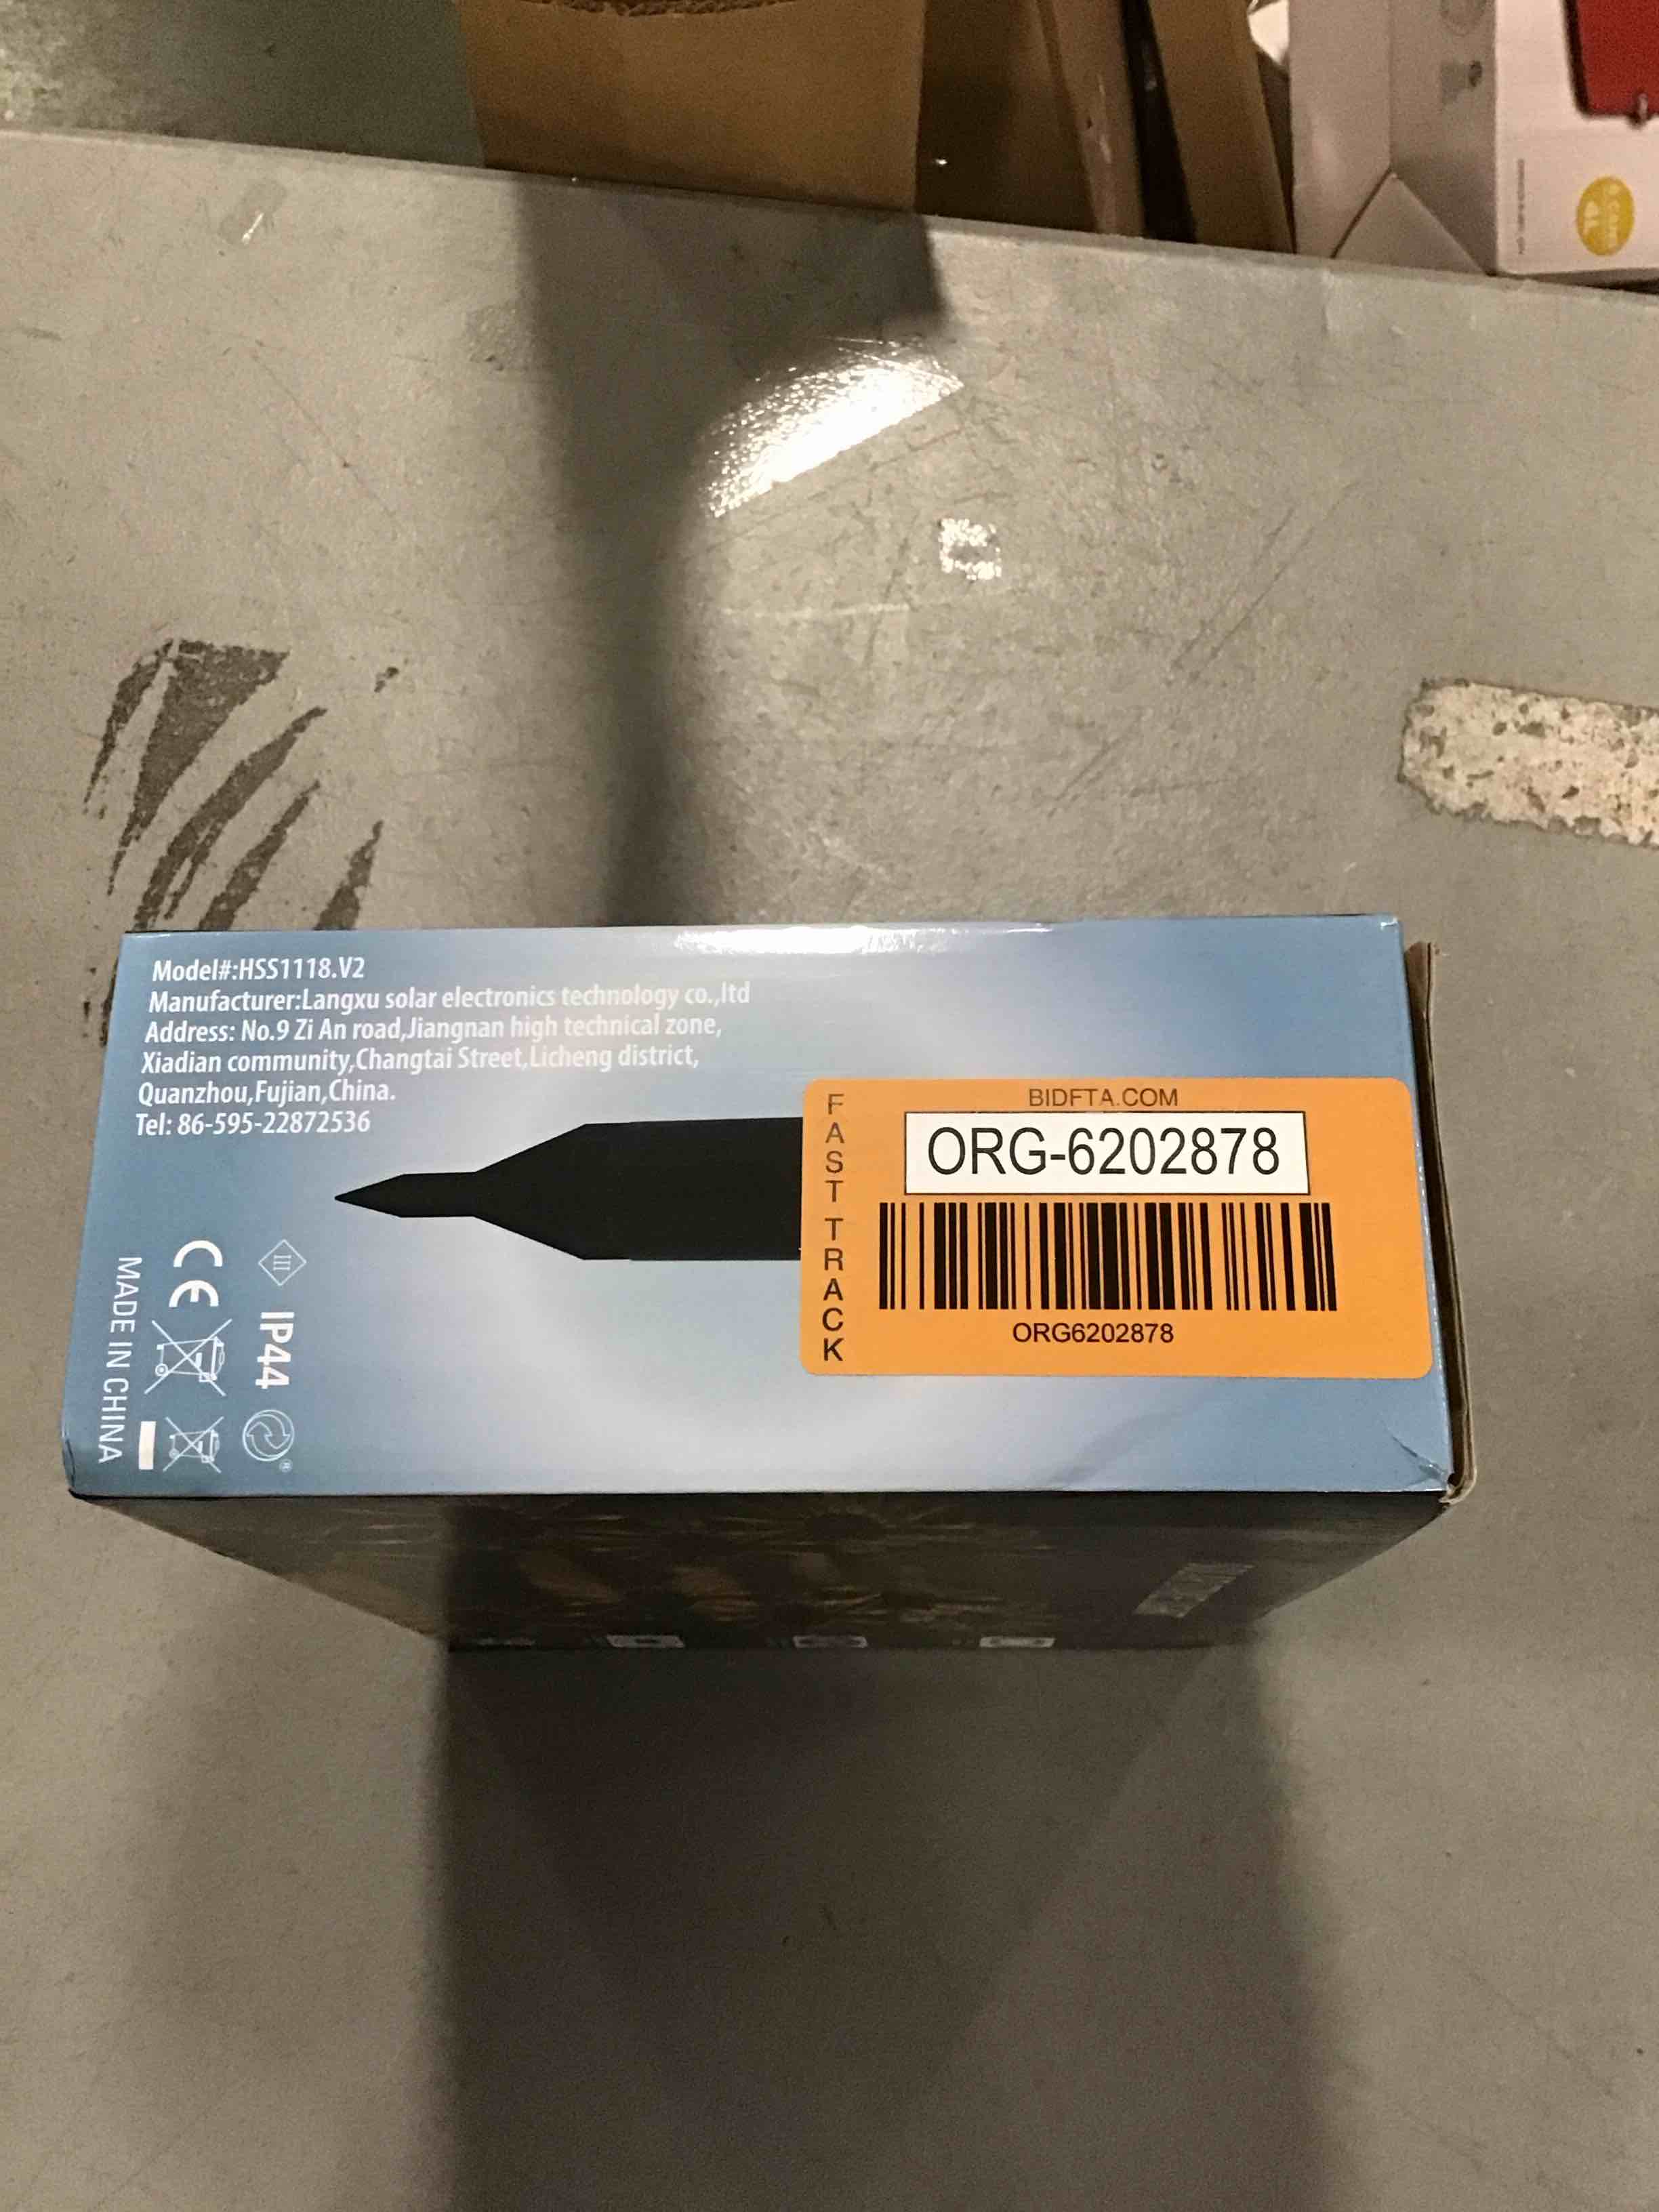 Model#:HSS1118.V2
Manufacturer:Langxu solar electronics technology co.,ltd
Address: No.9 Zi An road,Jiangnan high technical zone,
Xiadian community,Changtai Street,Licheng district,
Quanzhou,Fujian,China.
Tel: 86-595-22872536
FAST TRACK
BIDFTA.COM
ORG-6202878
ORG6202878
III IP44
CE
MADE IN CHINA